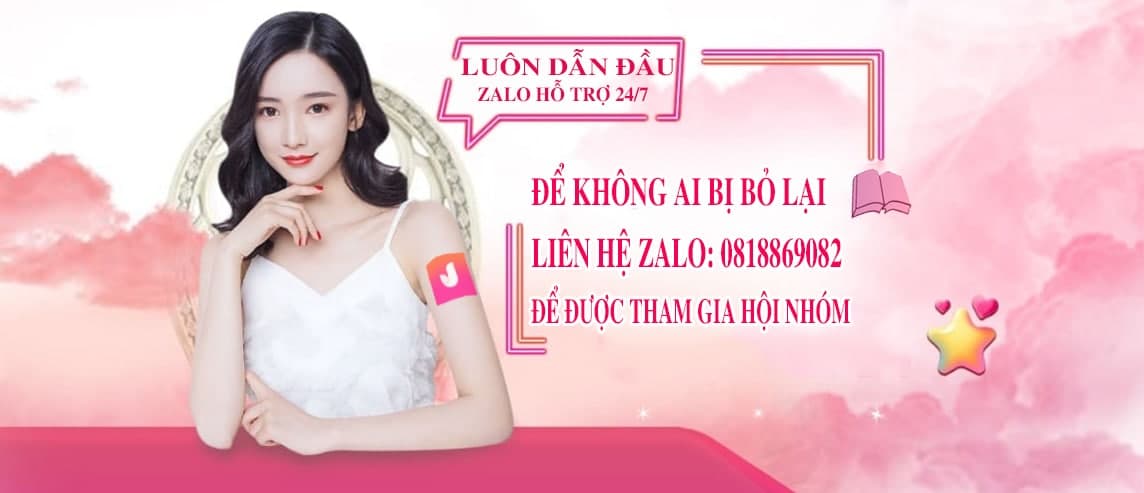 LUÔN DẪN ĐẦU
ZALO HỖ TRỢ 24/7
ĐỂ KHÔNG AI BỊ BỎ LẠI
LIÊN HỆ ZALO: 0818869082
ĐỂ ĐƯỢC THAM GIA HỘI NHÓM
J